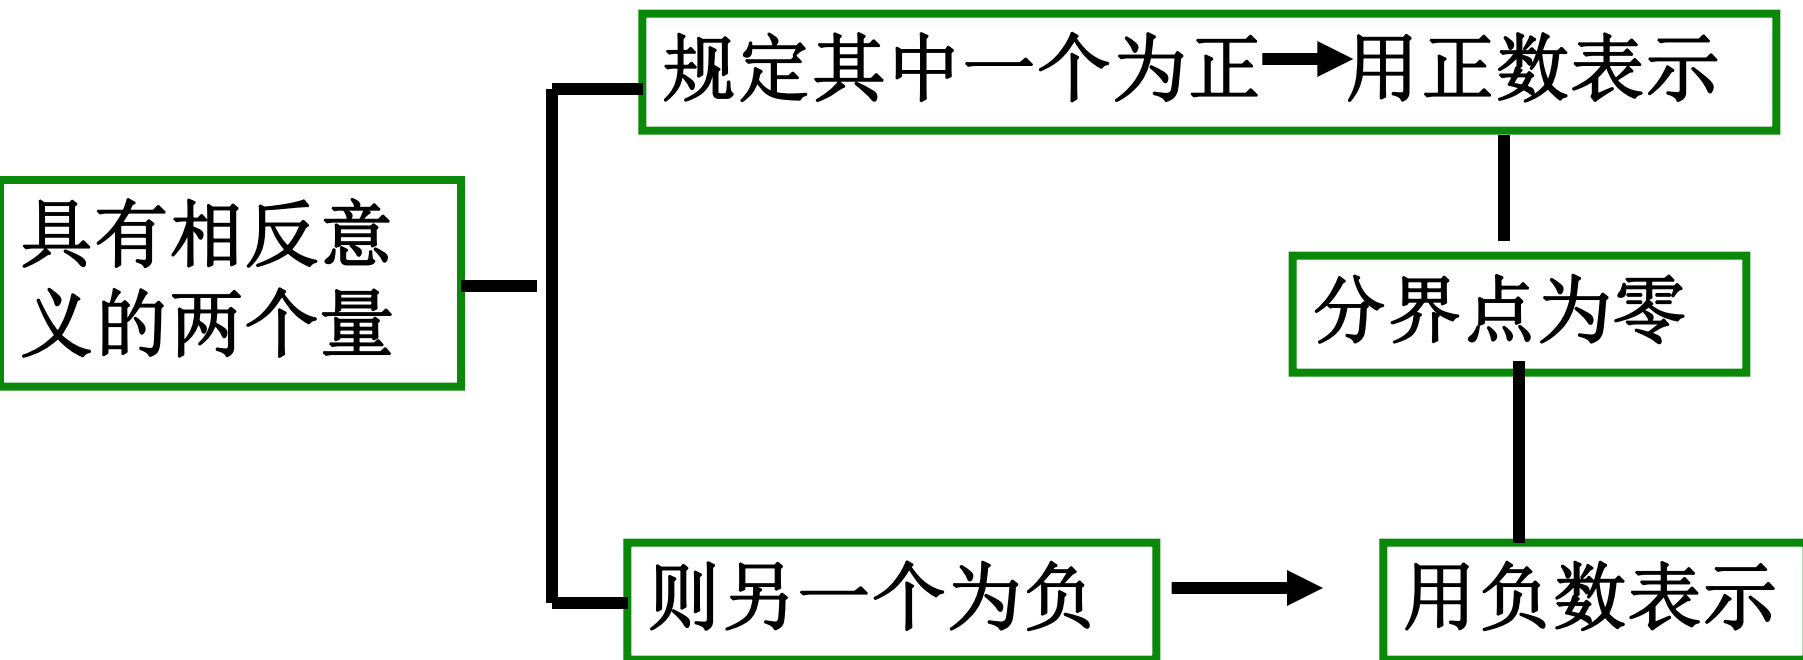 规定其中一个为正
用正数表示
具有相反意
义的两个量
分界点为零
则另一个为负
用负数表示